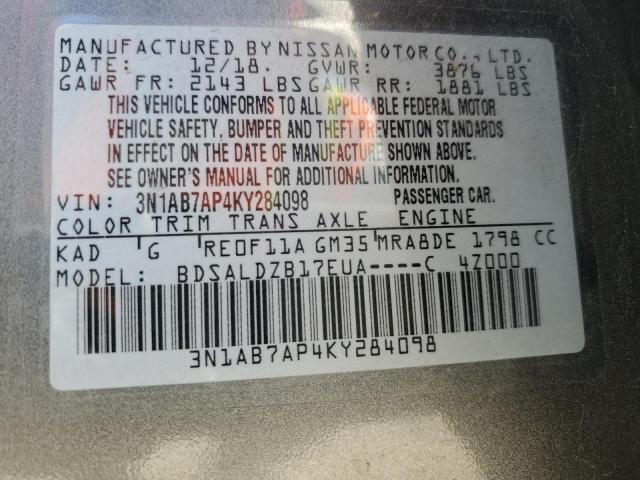 MANUFACTURED BY NISSAN MOTOR CO., LTD.
DATE: 12/18. GVWR: 3876 LBS
GAWR FR: 2143 LBS GAWR RR: 1881 LBS
THIS VEHICLE CONFORMS TO ALL APPLICABLE FEDERAL MOTOR
VEHICLE SAFETY, BUMPER AND THEFT PREVENTION STANDARDS
IN EFFECT ON THE DATE OF MANUFACTURE SHOWN ABOVE.
SEE OWNER'S MANUAL FOR ADDITIONAL INFORMATION.
VIN: 3N1AB7AP4KY284098 PASSENGER CAR.
COLOR TRIM TRANS AXLE ENGINE
KAD G RE0F11A GM35 MRA8DE 1798 CC
MODEL: BDSALDZB17EUA----C 4Z000
3N1AB7AP4KY284098